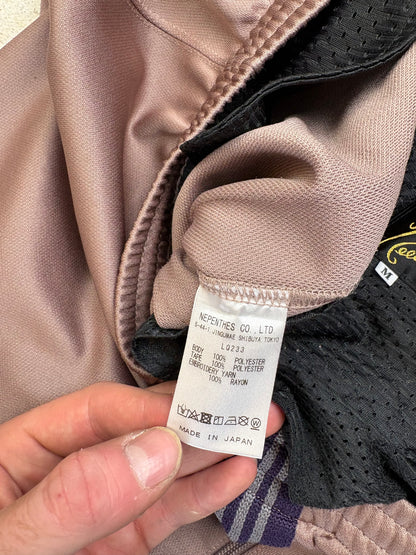 NEPENTHES CO., LTD
5-44-1, JINGUMAE SHIBUYA TOKYO
LQ233
BODY 100% POLYESTER
TAPE 100% POLYESTER
EMBROIDERY YARN
100% RAYON
MADE IN JAPAN
M